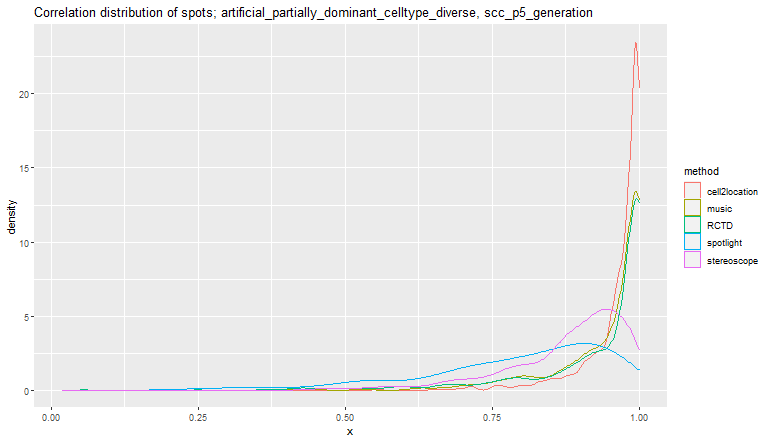 Correlation distribution of spots; artificial_partially_dominant_celltype_diverse, scc_p5_generation
20
15
10
5
0
density
0.00 0.25 0.50 0.75 1.00
x
method
cell2location
music
RCTD
spotlight
stereoscope